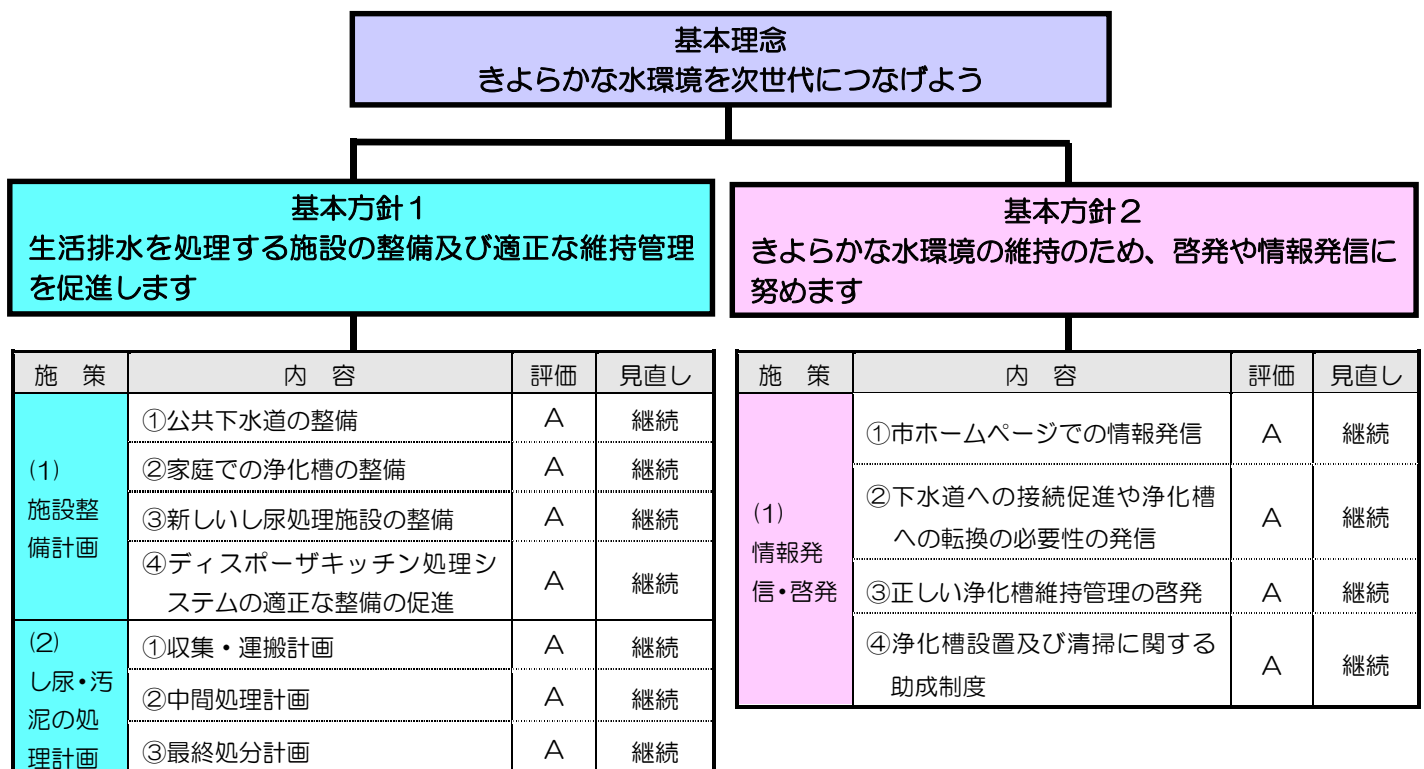 基本理念
きよらかな水環境を次世代につなげよう
基本方針1
生活排水を処理する施設の整備及び適正な維持管理
を促進します
施　策　内　容　評価　見直し
(1)
施設整
備計画
①公共下水道の整備　A　継続
②家庭での浄化槽の整備　A　継続
③新しいし尿処理施設の整備　A　継続
④ディスポーザキッチン処理シ
ステムの適正な整備の促進　A　継続
(2)
し尿・汚
泥の処
理計画
①収集・運搬計画　A　継続
②中間処理計画　A　継続
③最終処分計画　A　継続
基本方針2
きよらかな水環境の維持のため、啓発や情報発信に
努めます
施　策　内　容　評価　見直し
(1)
情報発
信・啓発
①市ホームページでの情報発信　A　継続
②下水道への接続促進や浄化槽
への転換の必要性の発信　A　継続
③正しい浄化槽維持管理の啓発　A　継続
④浄化槽設置及び清掃に関する
助成制度　A　継続